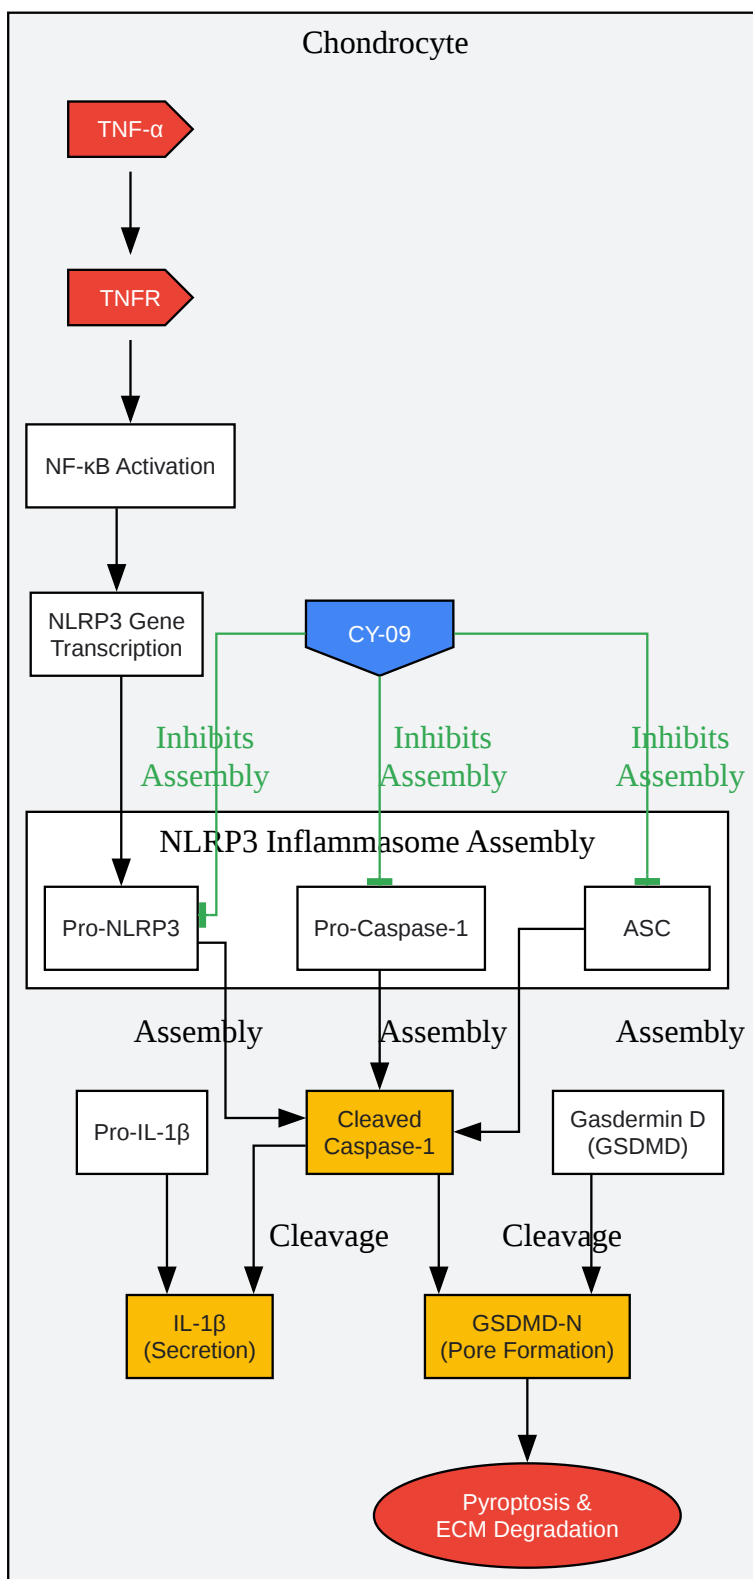 Chondrocyte
TNF-α
TNFR
NF-κB Activation
NLRP3 Gene
Transcription
CY-09
Inhibits
Assembly
Inhibits
Assembly
Inhibits
Assembly
NLRP3 Inflammasome Assembly
Pro-NLRP3
Pro-Caspase-1
ASC
Assembly
Assembly
Assembly
Pro-IL-1β
Cleaved
Caspase-1
Gasdermin D
(GSDMD)
Cleavage
Cleavage
IL-1β
(Secretion)
GSDMD-N
(Pore Formation)
Pyroptosis &
ECM Degradation